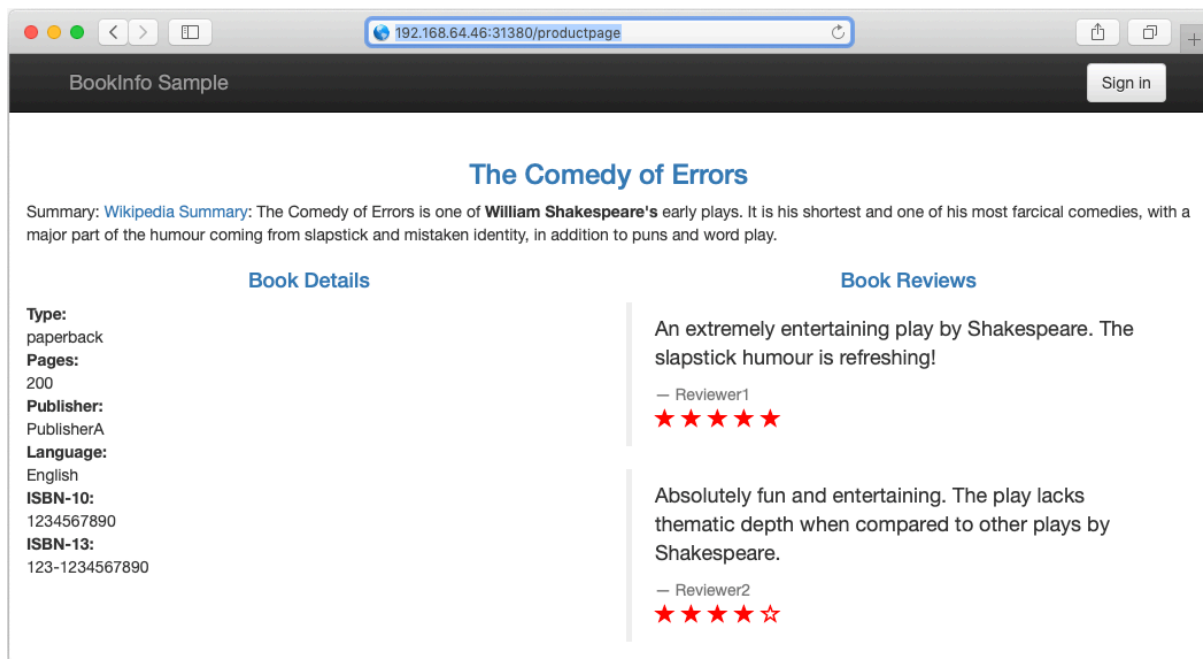 192.168.64.46:31380/productpage
BookInfo Sample
Sign in
The Comedy of Errors
Summary: Wikipedia Summary: The Comedy of Errors is one of William Shakespeare's early plays. It is his shortest and one of his most farcical comedies, with a
major part of the humour coming from slapstick and mistaken identity, in addition to puns and word play.
Book Details
Type:
paperback
Pages:
200
Publisher:
PublisherA
Language:
English
ISBN-10:
1234567890
ISBN-13:
123-1234567890
Book Reviews
An extremely entertaining play by Shakespeare. The
slapstick humour is refreshing!
— Reviewer1
Absolutely fun and entertaining. The play lacks
thematic depth when compared to other plays by
Shakespeare.
— Reviewer2